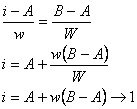 (i−A)/w = (B−A)/W
i = A + w(B−A)/W
i = A + w(B−A) → 1